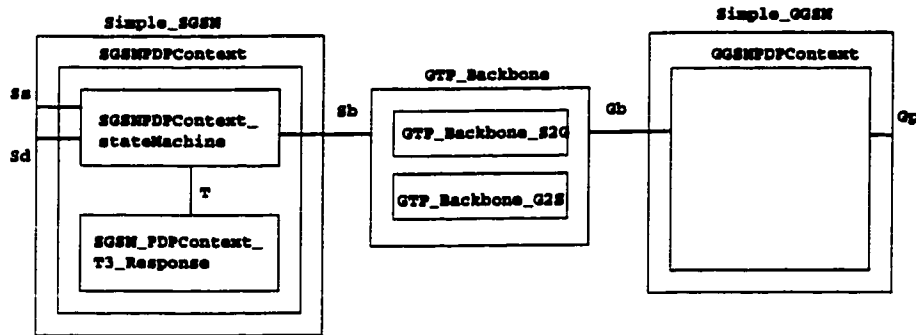 Simple_SGSN
Simple_GGSN
SGSNPDPContext
GGSNPDPContext
GTP_Backbone
Ss
Sd
SGSNPDPContext_
stateMachine
Sb
GTP_Backbone_S2G
Gb
Gp
T
GTP_Backbone_G2S
SGSN_PDPContext_
T3_Response